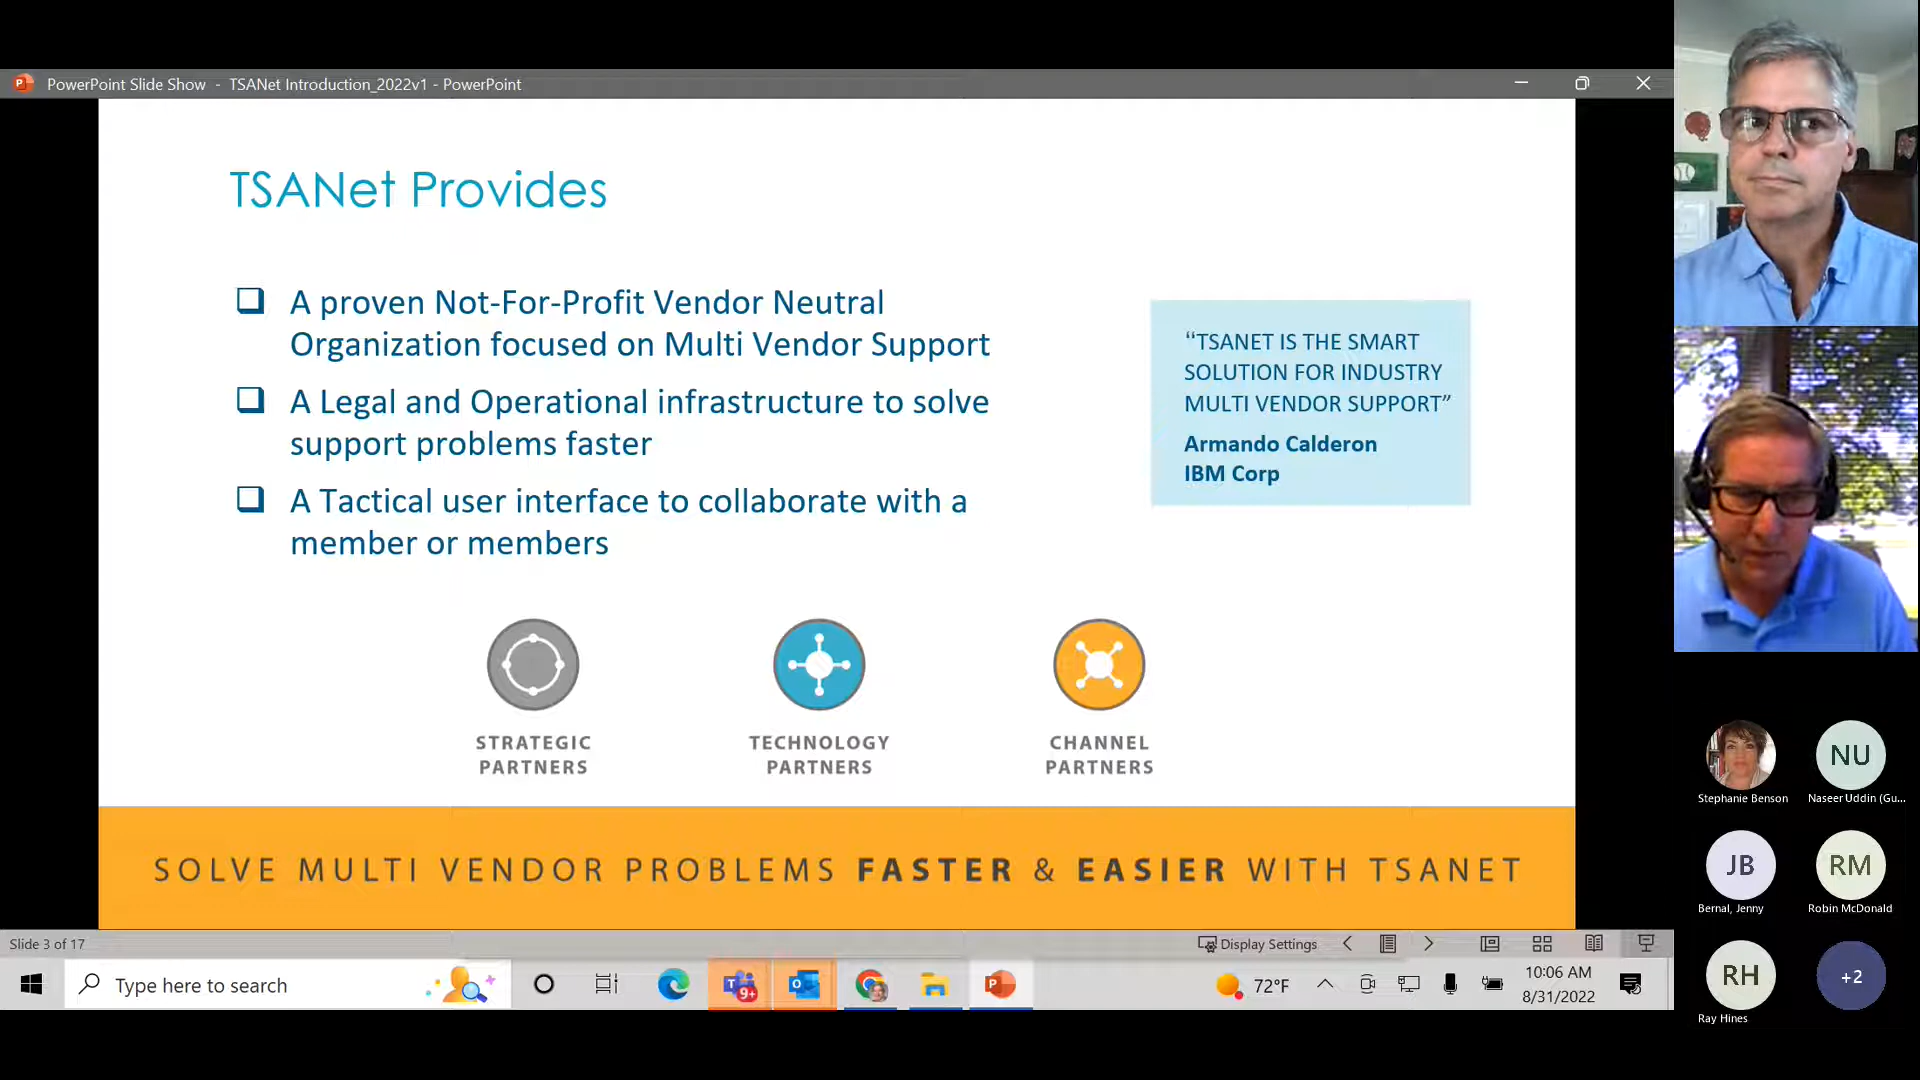 PowerPoint Slide Show - TSANet Introduction_2022v1 - PowerPoint
TSANet Provides
A proven Not-For-Profit Vendor Neutral
Organization focused on Multi Vendor Support
A Legal and Operational infrastructure to solve
support problems faster
A Tactical user interface to collaborate with a
member or members
“TSANET IS THE SMART
SOLUTION FOR INDUSTRY
MULTI VENDOR SUPPORT”
Armando Calderon
IBM Corp
STRATEGIC
PARTNERS
TECHNOLOGY
PARTNERS
CHANNEL
PARTNERS
SOLVE MULTI VENDOR PROBLEMS FASTER & EASIER WITH TSANET
Slide 3 of 17
Display Settings
Type here to search
9+
72°F
10:06 AM
8/31/2022
Stephanie Benson
NU
Naseer Uddin (Gu...
JB
Bernal, Jenny
RM
Robin McDonald
RH
Ray Hines
+2